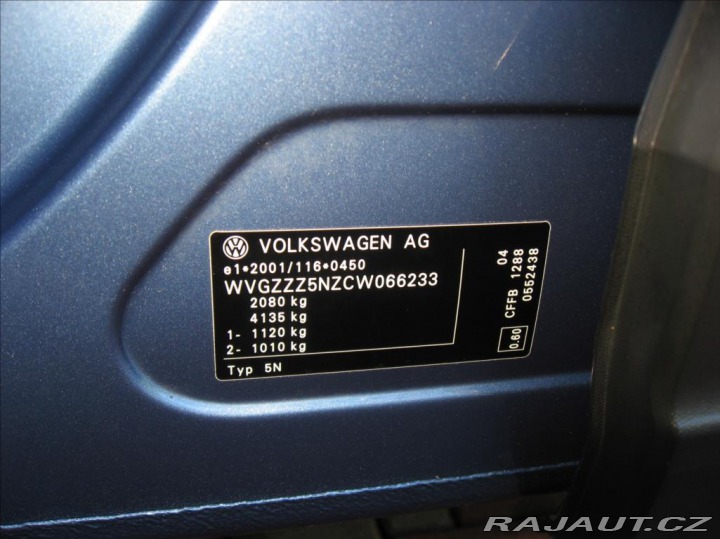 VOLKSWAGEN AG
e1*2001/116*0450
WVGZZZ5NZCW066233
2080 kg
4135 kg
1- 1120 kg
2- 1010 kg
Typ 5N
04
CFFB 1288
0552438
0.60
RAJAUT.CZ